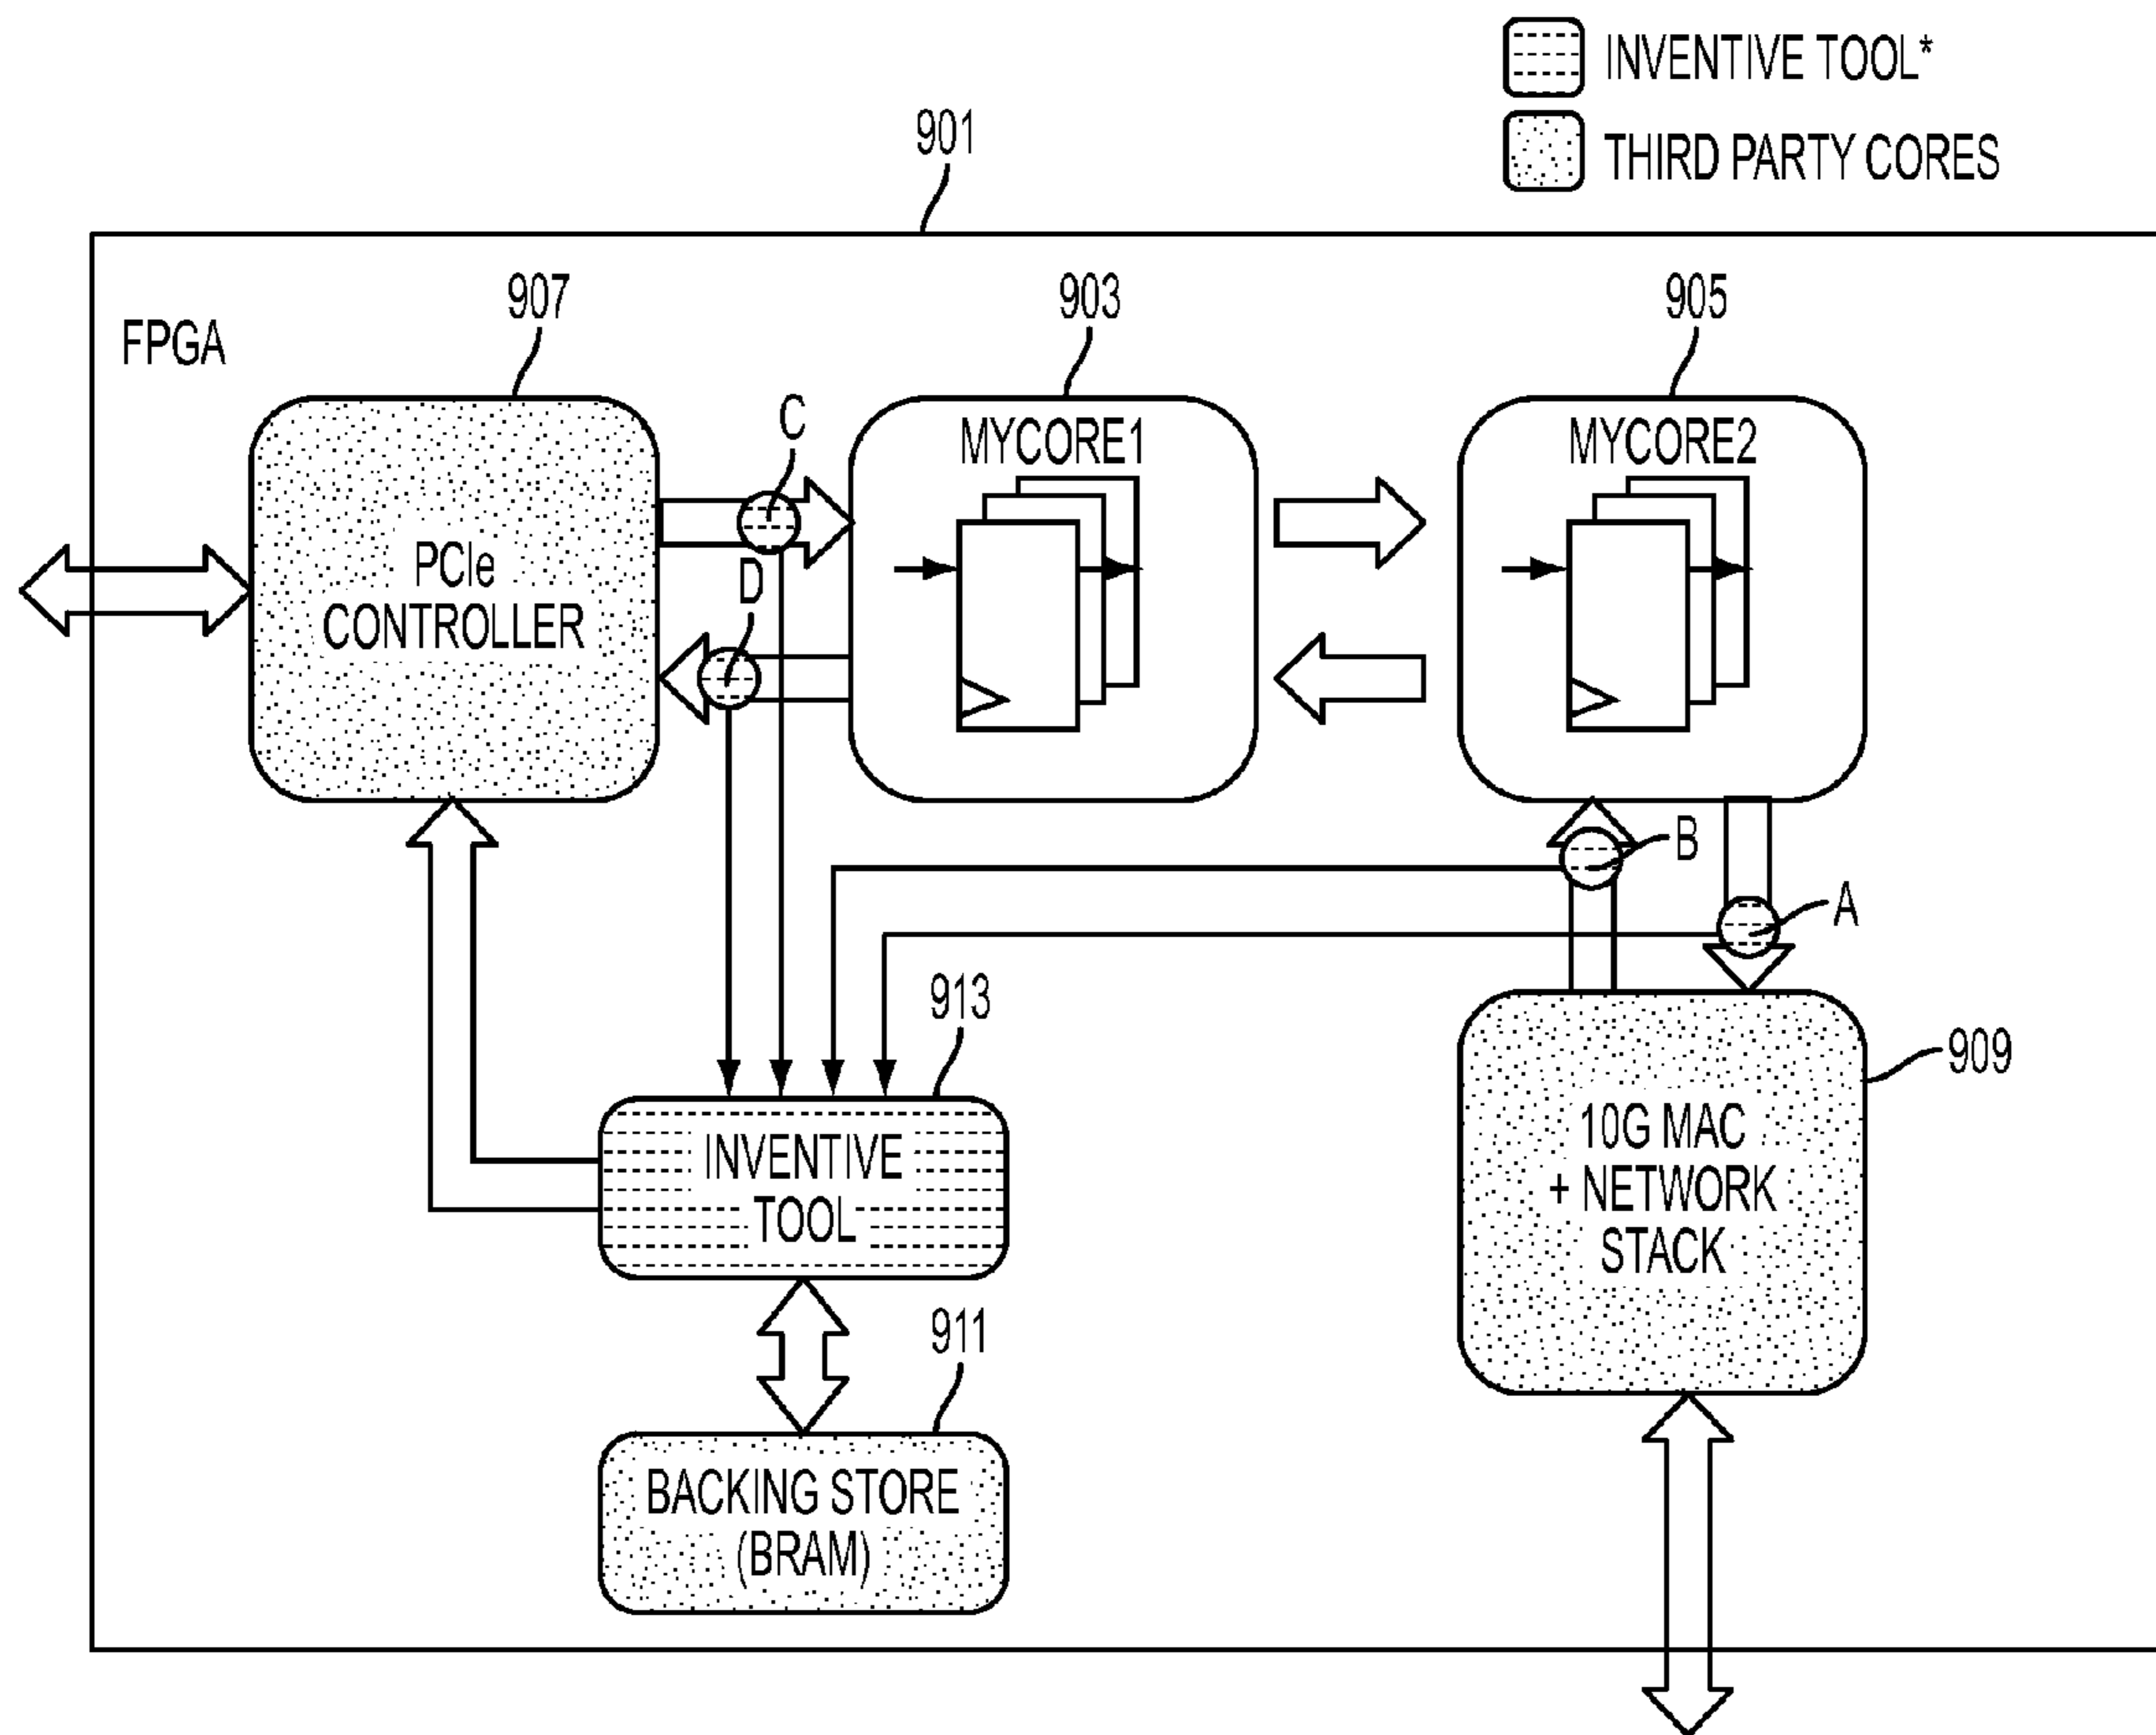 INVENTIVE TOOL*
THIRD PARTY CORES
901
907
903
905
FPGA
C
MYCORE1
MYCORE2
PCIe
CONTROLLER
D
B
A
913
909
INVENTIVE
TOOL
10G MAC
+ NETWORK
STACK
911
BACKING STORE
(BRAM)